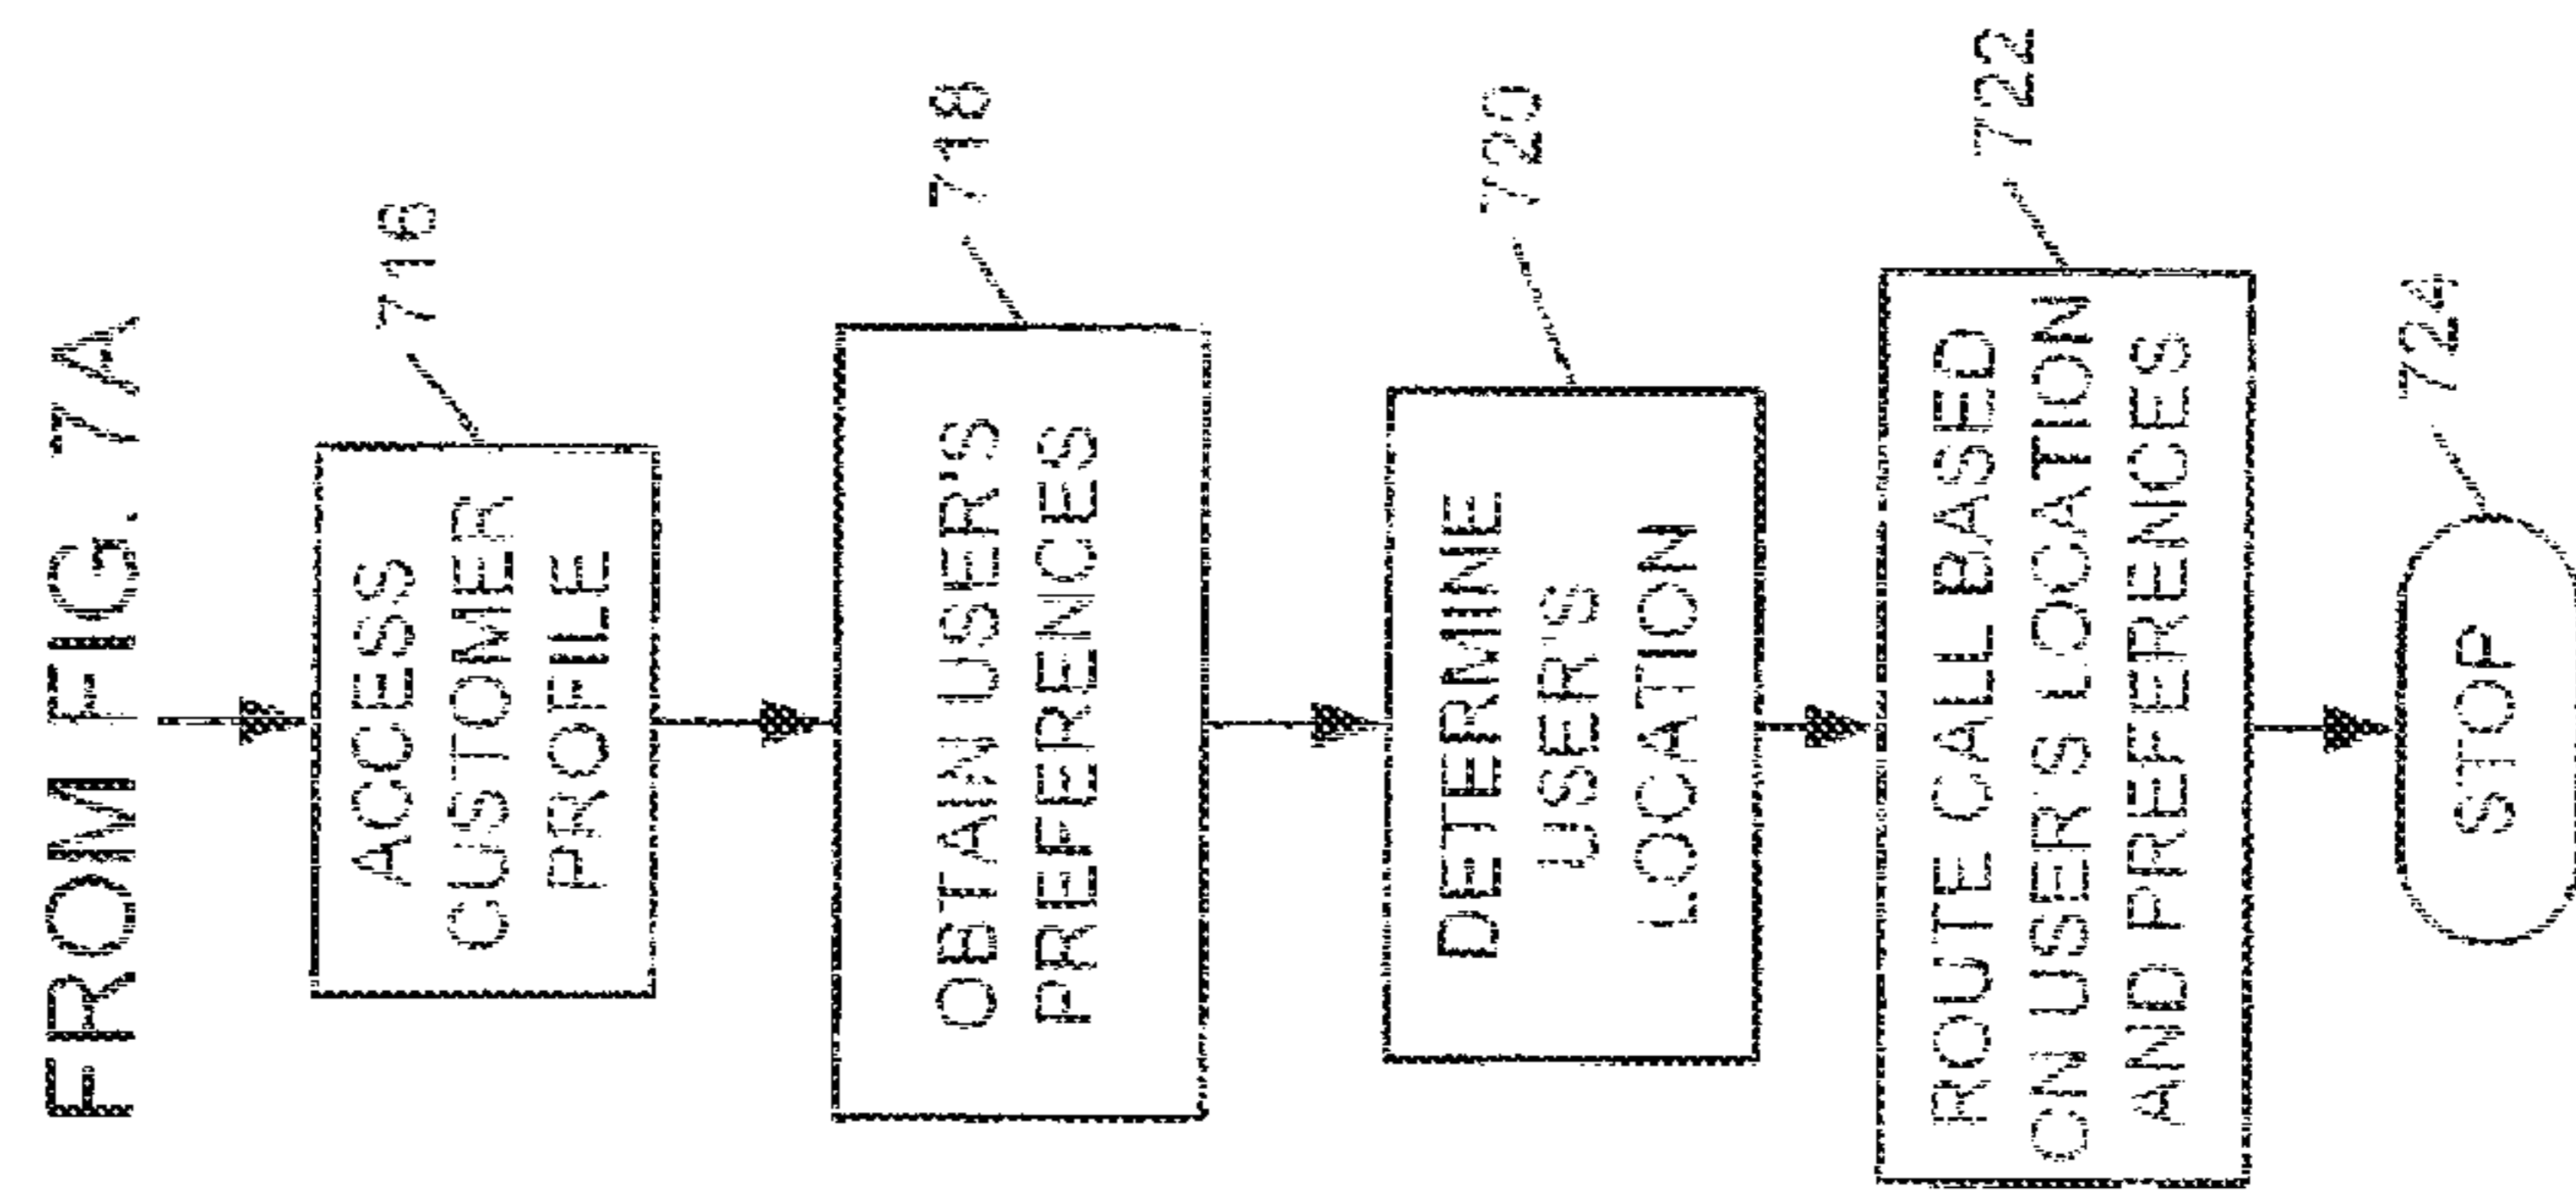 FROM FIG. 7A
716
ACCESS
CUSTOMER
PROFILE
718
OBTAIN USER'S
PREFERENCES
720
DETERMINE
USER'S
LOCATION
722
ROUTE CALL BASED
ON USER'S LOCATION
AND PREFERENCES
724
STOP